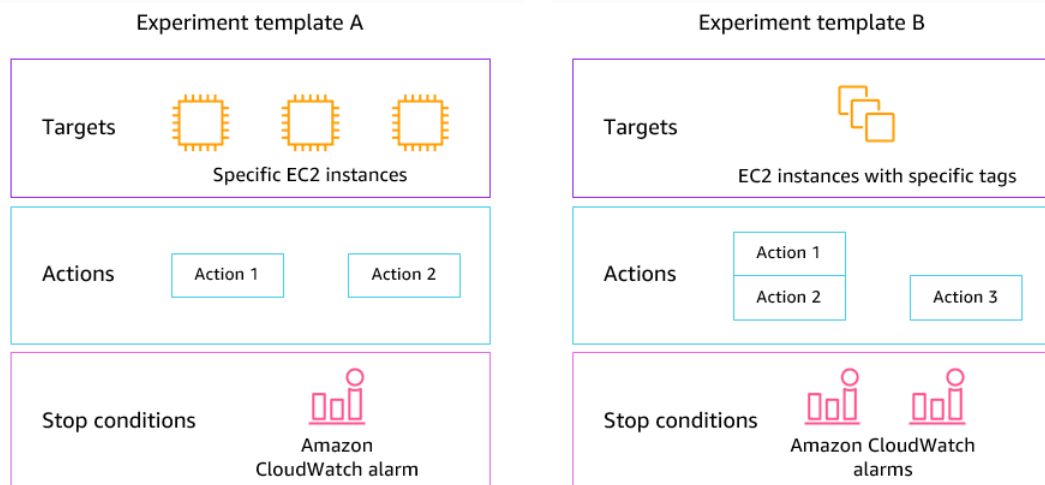 Experiment template A
Targets
Specific EC2 instances
Actions
Action 1
Action 2
Stop conditions
Amazon
CloudWatch alarm
Experiment template B
Targets
EC2 instances with specific tags
Actions
Action 1
Action 2
Action 3
Stop conditions
Amazon CloudWatch
alarms